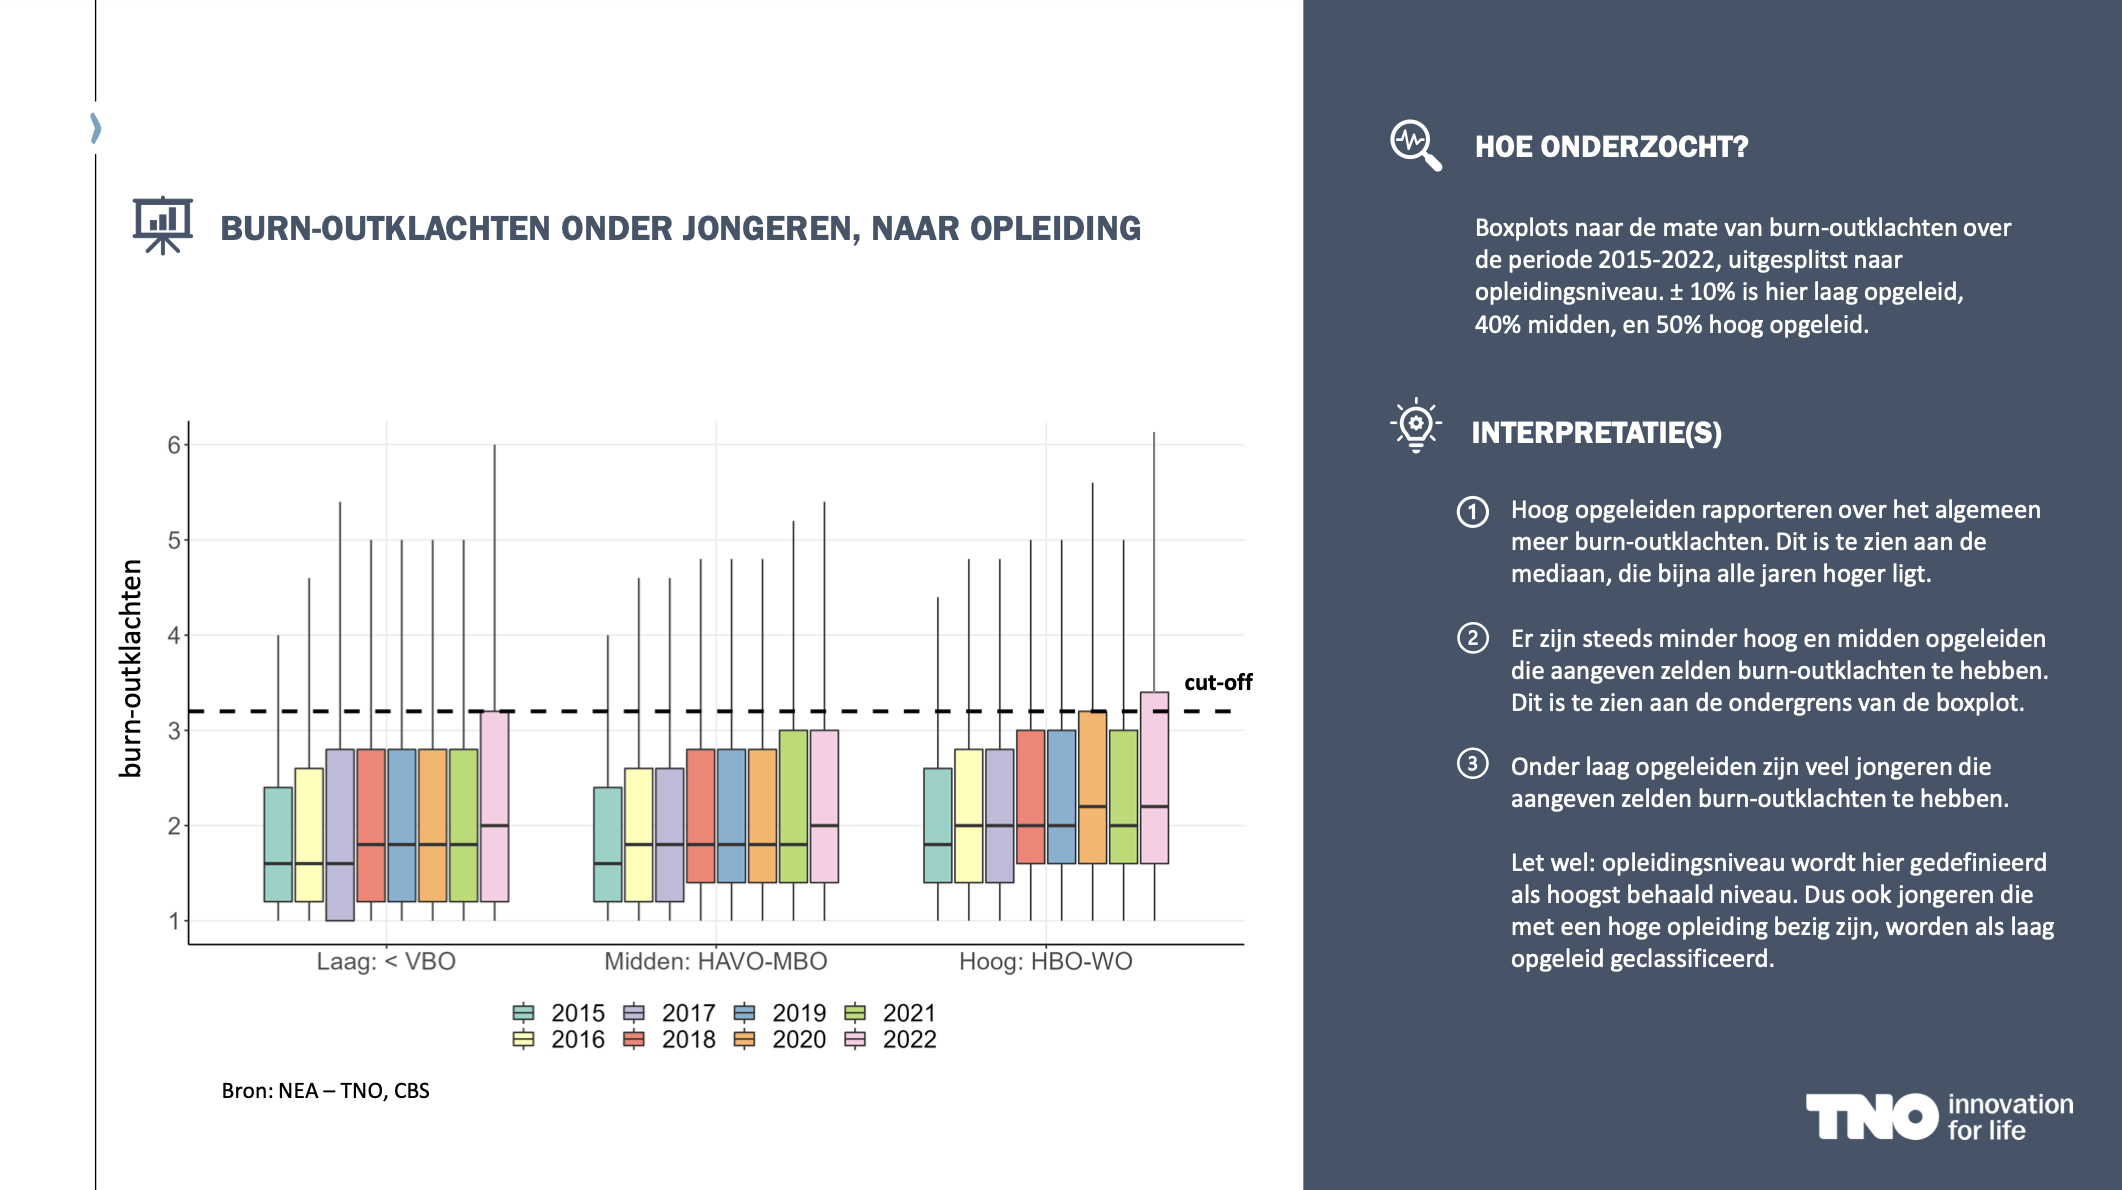 BURN-OUTKLACHTEN ONDER JONGEREN, NAAR OPLEIDING
burn-outklachten
6
5
4
3
2
1
cut-off
Laag: < VBO
Midden: HAVO-MBO
Hoog: HBO-WO
2015 2017 2019 2021
2016 2018 2020 2022
Bron: NEA – TNO, CBS
HOE ONDERZOCHT?
Boxplots naar de mate van burn-outklachten over
de periode 2015-2022, uitgesplitst naar
opleidingsniveau. ± 10% is hier laag opgeleid,
40% midden, en 50% hoog opgeleid.
INTERPRETATIE(S)
1 Hoog opgeleiden rapporteren over het algemeen
meer burn-outklachten. Dit is te zien aan de
mediaan, die bijna alle jaren hoger ligt.
2 Er zijn steeds minder hoog en midden opgeleiden
die aangeven zelden burn-outklachten te hebben.
Dit is te zien aan de ondergrens van de boxplot.
3 Onder laag opgeleiden zijn veel jongeren die
aangeven zelden burn-outklachten te hebben.
Let wel: opleidingsniveau wordt hier gedefinieerd
als hoogst behaald niveau. Dus ook jongeren die
met een hoge opleiding bezig zijn, worden als laag
opgeleid geclassificeerd.
TNO innovation
for life